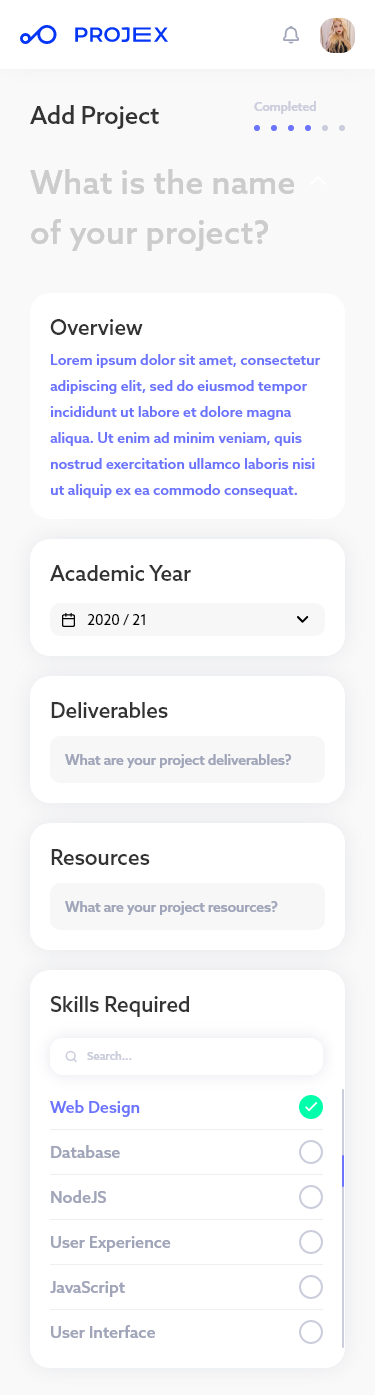 PROJEX
Add Project
Completed
What is the name
of your project?
Overview
Lorem ipsum dolor sit amet, consectetur
adipiscing elit, sed do eiusmod tempor
incididunt ut labore et dolore magna
aliqua. Ut enim ad minim veniam, quis
nostrud exercitation ullamco laboris nisi
ut aliquip ex ea commodo consequat.
Academic Year
2020 / 21
Deliverables
What are your project deliverables?
Resources
What are your project resources?
Skills Required
Search...
Web Design
Database
NodeJS
User Experience
JavaScript
User Interface